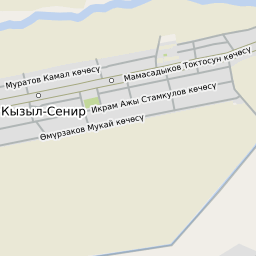 Муратов Камал көчөсү
Мамасадыков Токтосун көчөсү
Икрам Ажы Стамкулов көчөсү
Кызыл-Сенир
Өмүрзаков Мукай көчөсү